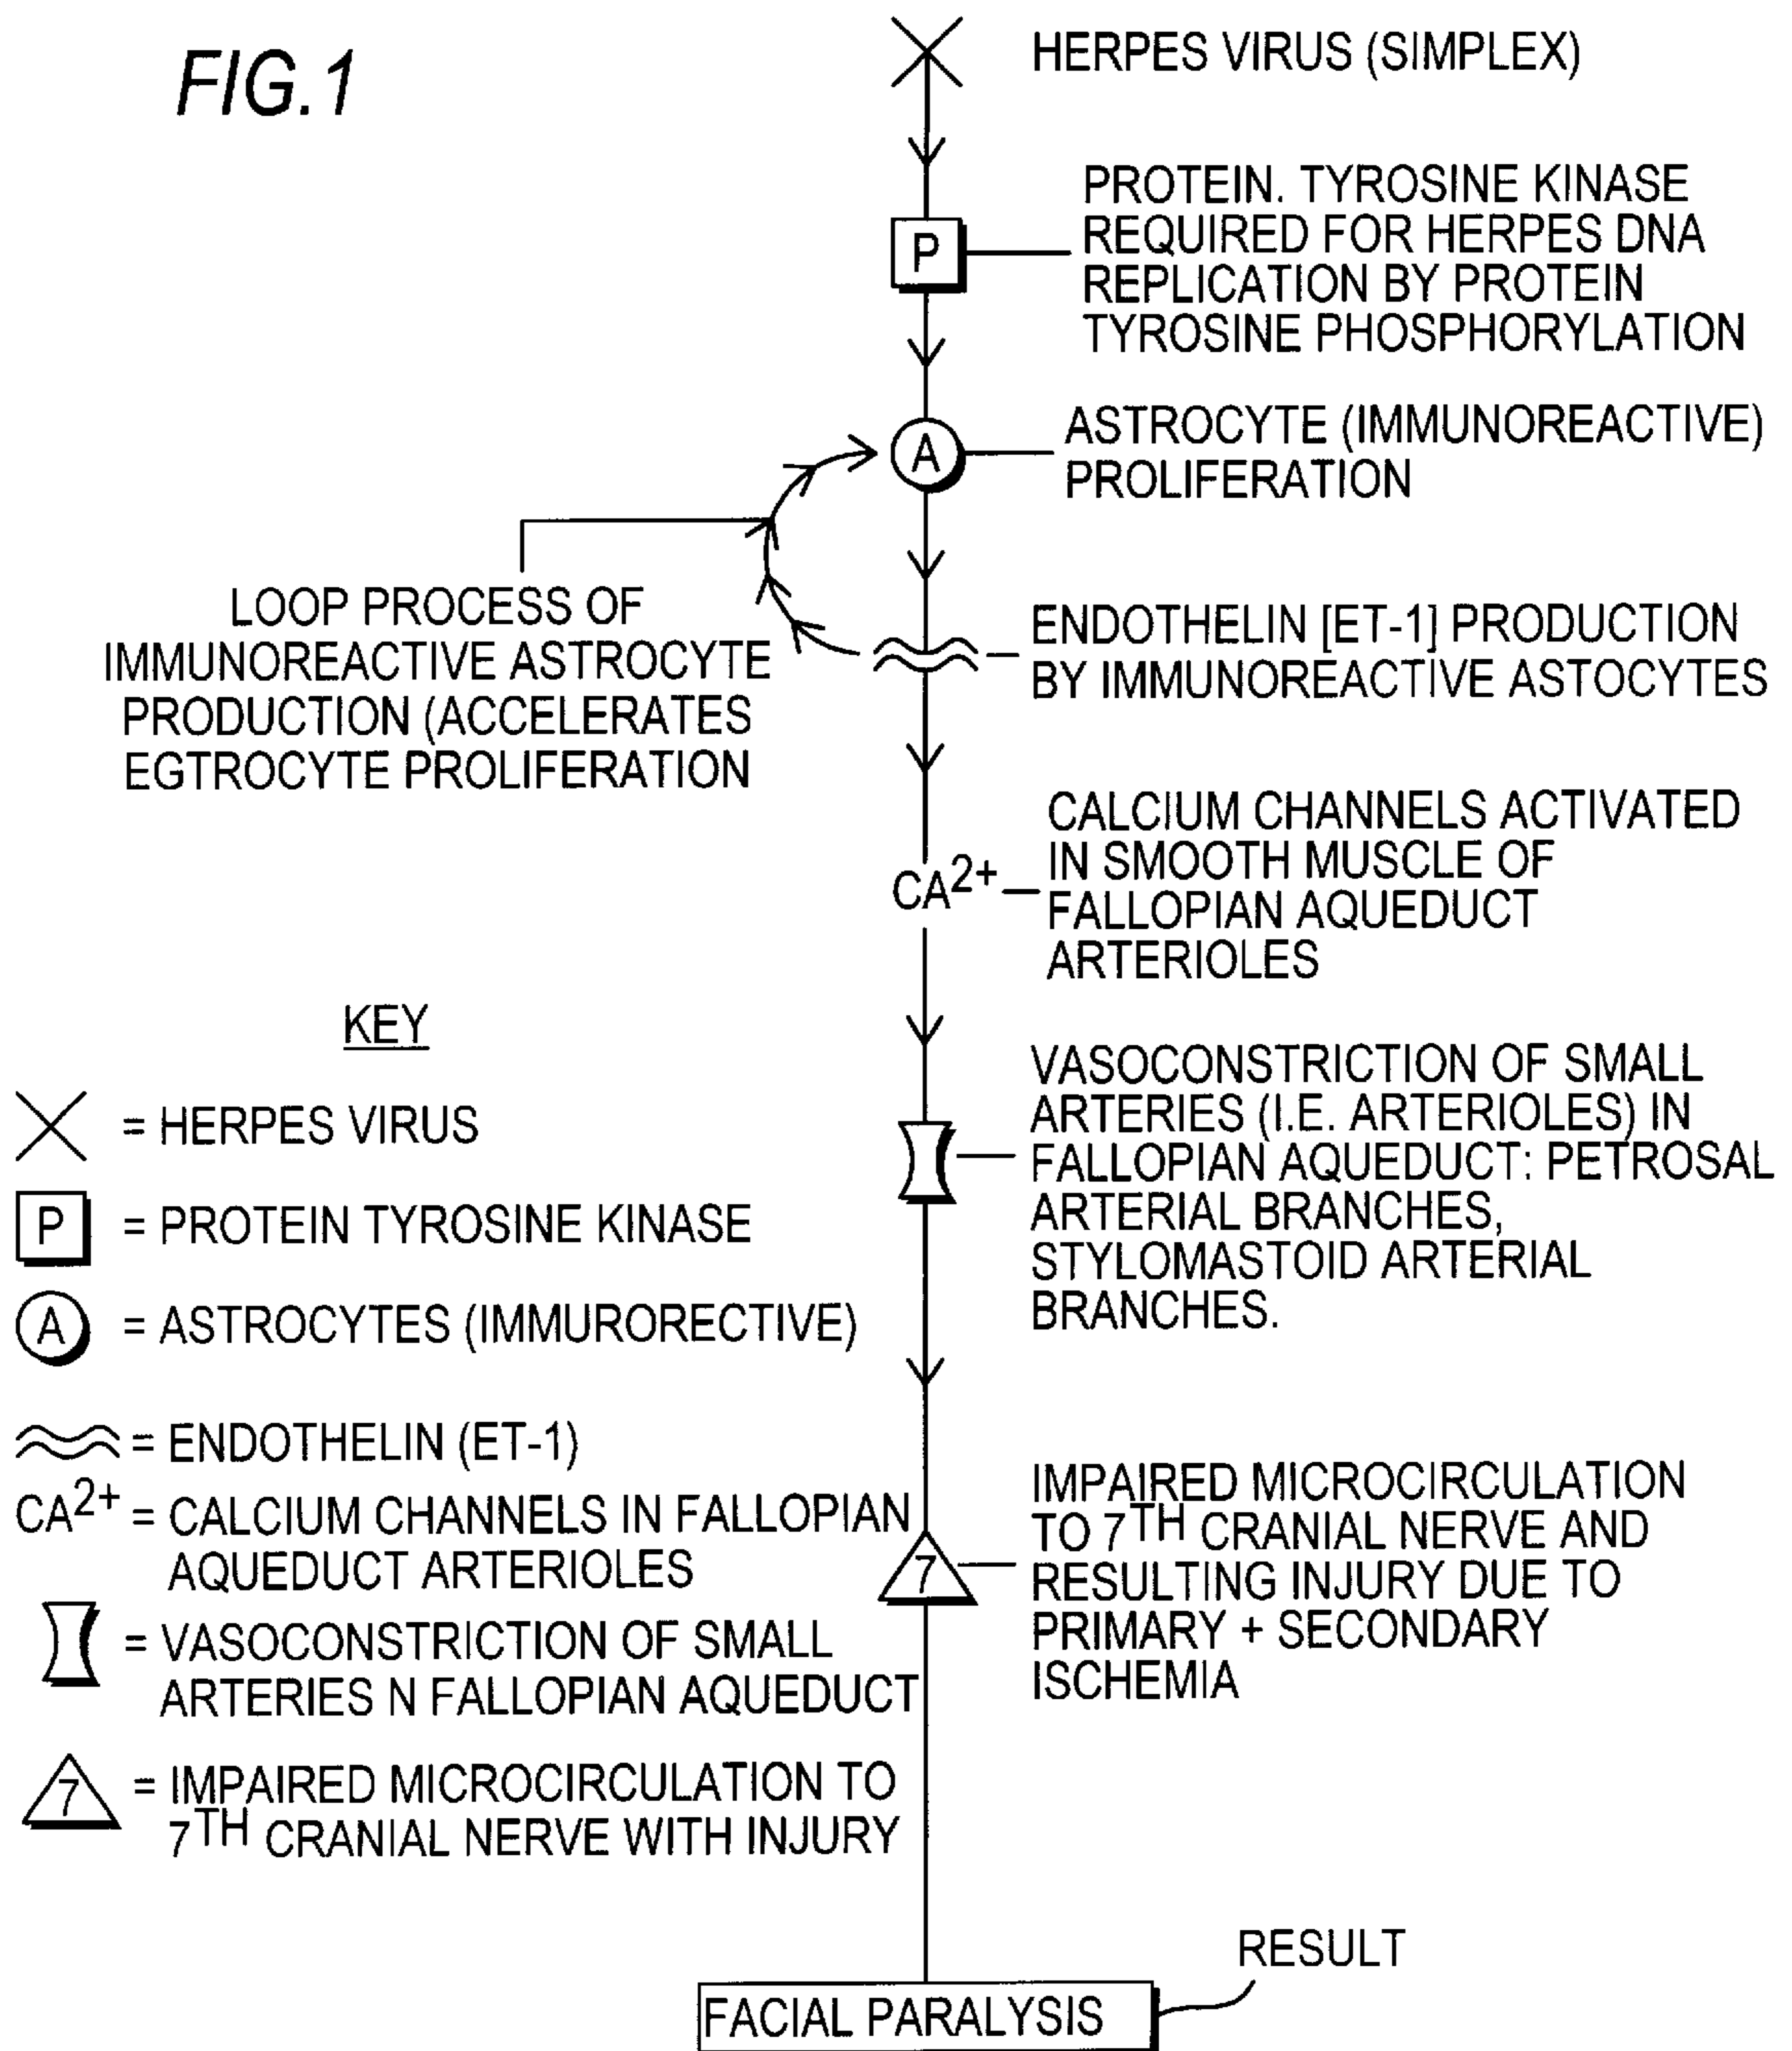 FIG.1
HERPES VIRUS (SIMPLEX)
P
PROTEIN. TYROSINE KINASE
REQUIRED FOR HERPES DNA
REPLICATION BY PROTEIN
TYROSINE PHOSPHORYLATION
A
ASTROCYTE (IMMUNOREACTIVE)
PROLIFERATION
LOOP PROCESS OF
IMMUNOREACTIVE ASTROCYTE
PRODUCTION (ACCELERATES
EGTROCYTE PROLIFERATION
ENDOTHELIN [ET-1] PRODUCTION
BY IMMUNOREACTIVE ASTOCYTES
CA2+
CALCIUM CHANNELS ACTIVATED
IN SMOOTH MUSCLE OF
FALLOPIAN AQUEDUCT
ARTERIOLES
VASOCONSTRICTION OF SMALL
ARTERIES (I.E. ARTERIOLES) IN
FALLOPIAN AQUEDUCT: PETROSAL
ARTERIAL BRANCHES,
STYLOMASTOID ARTERIAL
BRANCHES.
7
IMPAIRED MICROCIRCULATION
TO 7TH CRANIAL NERVE AND
RESULTING INJURY DUE TO
PRIMARY + SECONDARY
ISCHEMIA
KEY
= HERPES VIRUS
P = PROTEIN TYROSINE KINASE
A = ASTROCYTES (IMMURORECTIVE)
= ENDOTHELIN (ET-1)
CA2+ = CALCIUM CHANNELS IN FALLOPIAN
AQUEDUCT ARTERIOLES
= VASOCONSTRICTION OF SMALL
ARTERIES N FALLOPIAN AQUEDUCT
7 = IMPAIRED MICROCIRCULATION TO
7TH CRANIAL NERVE WITH INJURY
RESULT
FACIAL PARALYSIS